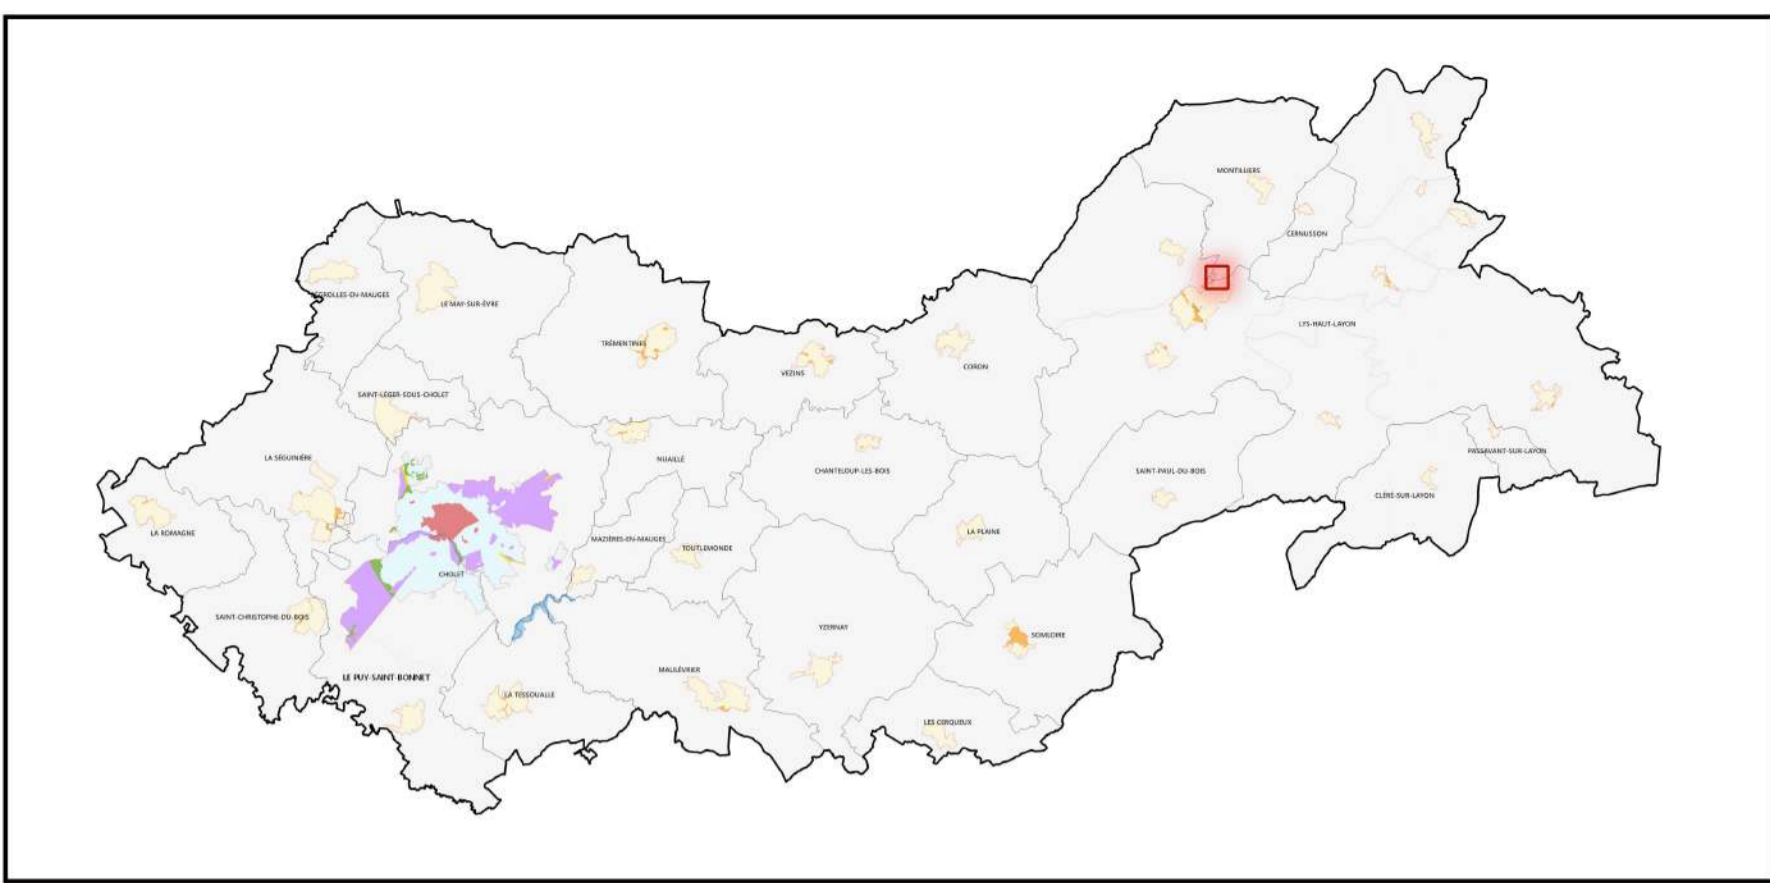 MONTILLIERS
CERNUSSON
BÉGROLLES-EN-MAUGES
LE MAY-SUR-ÈVRE
LYS-HAUT-LAYON
TRÉMENTINES
CORON
VEZINS
SAINT-LÉGER-SOUS-CHOLET
PASSAVANT-SUR-LAYON
LA SÉGUINIÈRE
NUAILLÉ
CHANTELOUP-LES-BOIS
SAINT-PAUL-DU-BOIS
CLÉRÉ-SUR-LAYON
LA ROMAGNE
LA PLAINE
MAZIÈRES-EN-MAUGES
TOUTLEMONDE
CHOLET
SAINT-CHRISTOPHE-DU-BOIS
YZERNAY
SOMLOIRE
MAULÉVRIER
LE PUY-SAINT-BONNET
LA TESSOUALLE
LES CERQUEUX